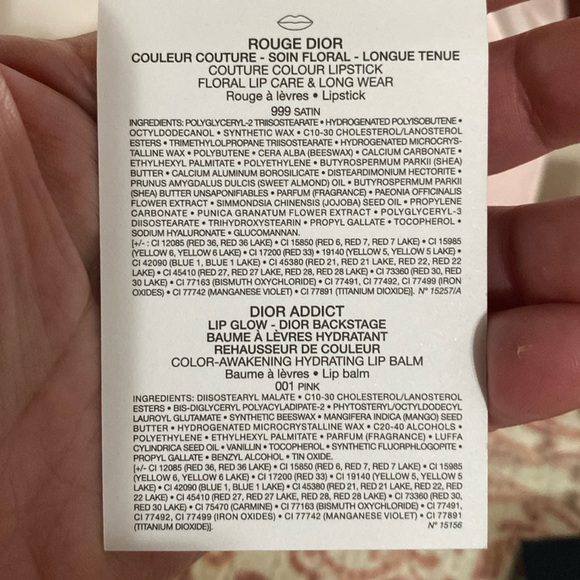 ROUGE DIOR
COULEUR COUTURE - SOIN FLORAL - LONGUE TENUE
COUTURE COLOUR LIPSTICK
FLORAL LIP CARE & LONG WEAR
Rouge à lèvres • Lipstick
999 SATIN
INGREDIENTS: POLYGLYCERYL-2 TRIISOSTEARATE • HYDROGENATED POLYISOBUTENE •
OCTYLDODECANOL • SYNTHETIC WAX • C10-30 CHOLESTEROL/LANOSTEROL
ESTERS • TRIMETHYLOLPROPANE TRIISOSTEARATE • HYDROGENATED MICROCRYS-
TALLINE WAX • POLYBUTENE • CERA ALBA (BEESWAX) • CALCIUM CARBONATE •
ETHYLHEXYL PALMITATE • POLYETHYLENE • BUTYROSPERMUM PARKII (SHEA)
BUTTER • CALCIUM ALUMINUM BOROSILICATE • DISTEARDIMONIUM HECTORITE •
PRUNUS AMYGDALUS DULCIS (SWEET ALMOND) OIL • BUTYROSPERMUM PARKII
(SHEA) BUTTER UNSAPONIFIABLES • PARFUM (FRAGRANCE) • PAEONIA OFFICINALIS
FLOWER EXTRACT • SIMMONDSIA CHINENSIS (JOJOBA) SEED OIL • PROPYLENE
CARBONATE • PUNICA GRANATUM FLOWER EXTRACT • POLYGLYCERYL-3
DIISOSTEARATE • TRIHYDROXYSTEARIN • PROPYL GALLATE • TOCOPHEROL •
SODIUM HYALURONATE • GLUCOMANNAN.
[+/- : CI 12085 (RED 36, RED 36 LAKE) • CI 15850 (RED 6, RED 7, RED 7 LAKE) • CI 15985
(YELLOW 6, YELLOW 6 LAKE) • CI 17200 (RED 33) • 19140 (YELLOW 5, YELLOW 5 LAKE) •
CI 42090 (BLUE 1, BLUE 1 LAKE) • CI 45380 (RED 21, RED 21 LAKE, RED 22, RED 22
LAKE) • CI 45410 (RED 27, RED 27 LAKE, RED 28, RED 28 LAKE) • CI 73360 (RED 30, RED
30 LAKE) • CI 77163 (BISMUTH OXYCHLORIDE) • CI 77491, CI 77492, CI 77499 (IRON
OXIDES) • CI 77742 (MANGANESE VIOLET) • CI 77891 (TITANIUM DIOXIDE)]. N° 15257/A
DIOR ADDICT
LIP GLOW - DIOR BACKSTAGE
BAUME À LÈVRES HYDRATANT
REHAUSSEUR DE COULEUR
COLOR-AWAKENING HYDRATING LIP BALM
Baume à lèvres • Lip balm
001 PINK
INGREDIENTS: DIISOSTEARYL MALATE • C10-30 CHOLESTEROL/LANOSTEROL
ESTERS • BIS-DIGLYCERYL POLYACYLADIPATE-2 • PHYTOSTERYL/OCTYLDODECYL
LAUROYL GLUTAMATE • SYNTHETIC BEESWAX • MANGIFERA INDICA (MANGO) SEED
BUTTER • HYDROGENATED MICROCRYSTALLINE WAX • C20-40 ALCOHOLS •
POLYETHYLENE • ETHYLHEXYL PALMITATE • PARFUM (FRAGRANCE) • LUFFA
CYLINDRICA SEED OIL • VANILLIN • TOCOPHEROL • SYNTHETIC FLUORPHLOGOPITE •
PROPYL GALLATE • BENZYL ALCOHOL • TIN OXIDE.
[+/- CI 12085 (RED 36, RED 36 LAKE) • CI 15850 (RED 6, RED 7, RED 7 LAKE) • CI 15985
(YELLOW 6, YELLOW 6 LAKE) • CI 17200 (RED 33) • CI 19140 (YELLOW 5, YELLOW 5
LAKE) • CI 42090 (BLUE 1, BLUE 1 LAKE) • CI 45380 (RED 21, RED 21 LAKE, RED 22, RED
22 LAKE) • CI 45410 (RED 27, RED 27 LAKE, RED 28, RED 28 LAKE) • CI 73360 (RED 30,
RED 30 LAKE) • CI 75470 (CARMINE) • CI 77163 (BISMUTH OXYCHLORIDE) • CI 77491,
CI 77492, CI 77499 (IRON OXIDES) • CI 77742 (MANGANESE VIOLET) • CI 77891
(TITANIUM DIOXIDE)]. N° 15156